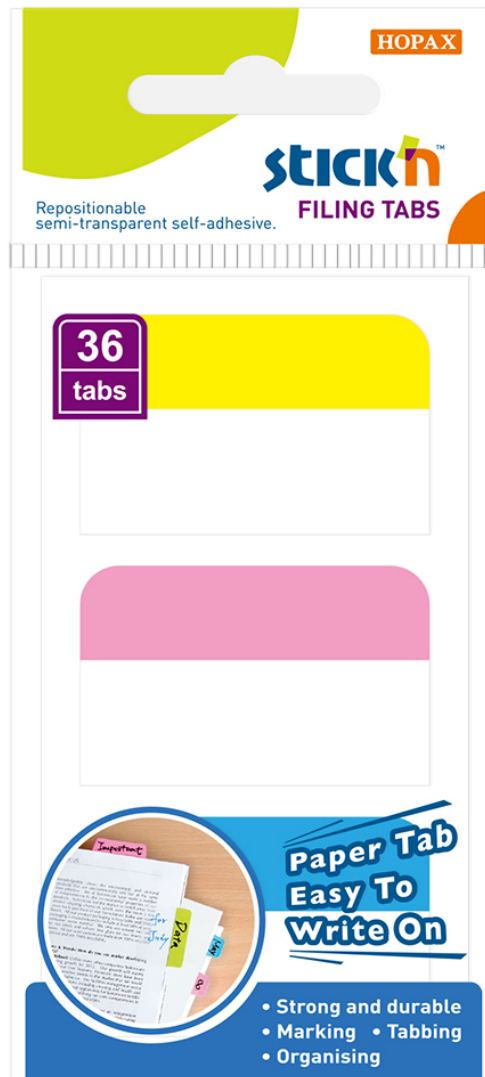 HOPAX
STICK'n™
Repositionable
semi-transparent self-adhesive.
FILING TABS
36
tabs
Important
Data
Paper Tab
Easy To
Write On
• Strong and durable
• Marking • Tabbing
• Organising